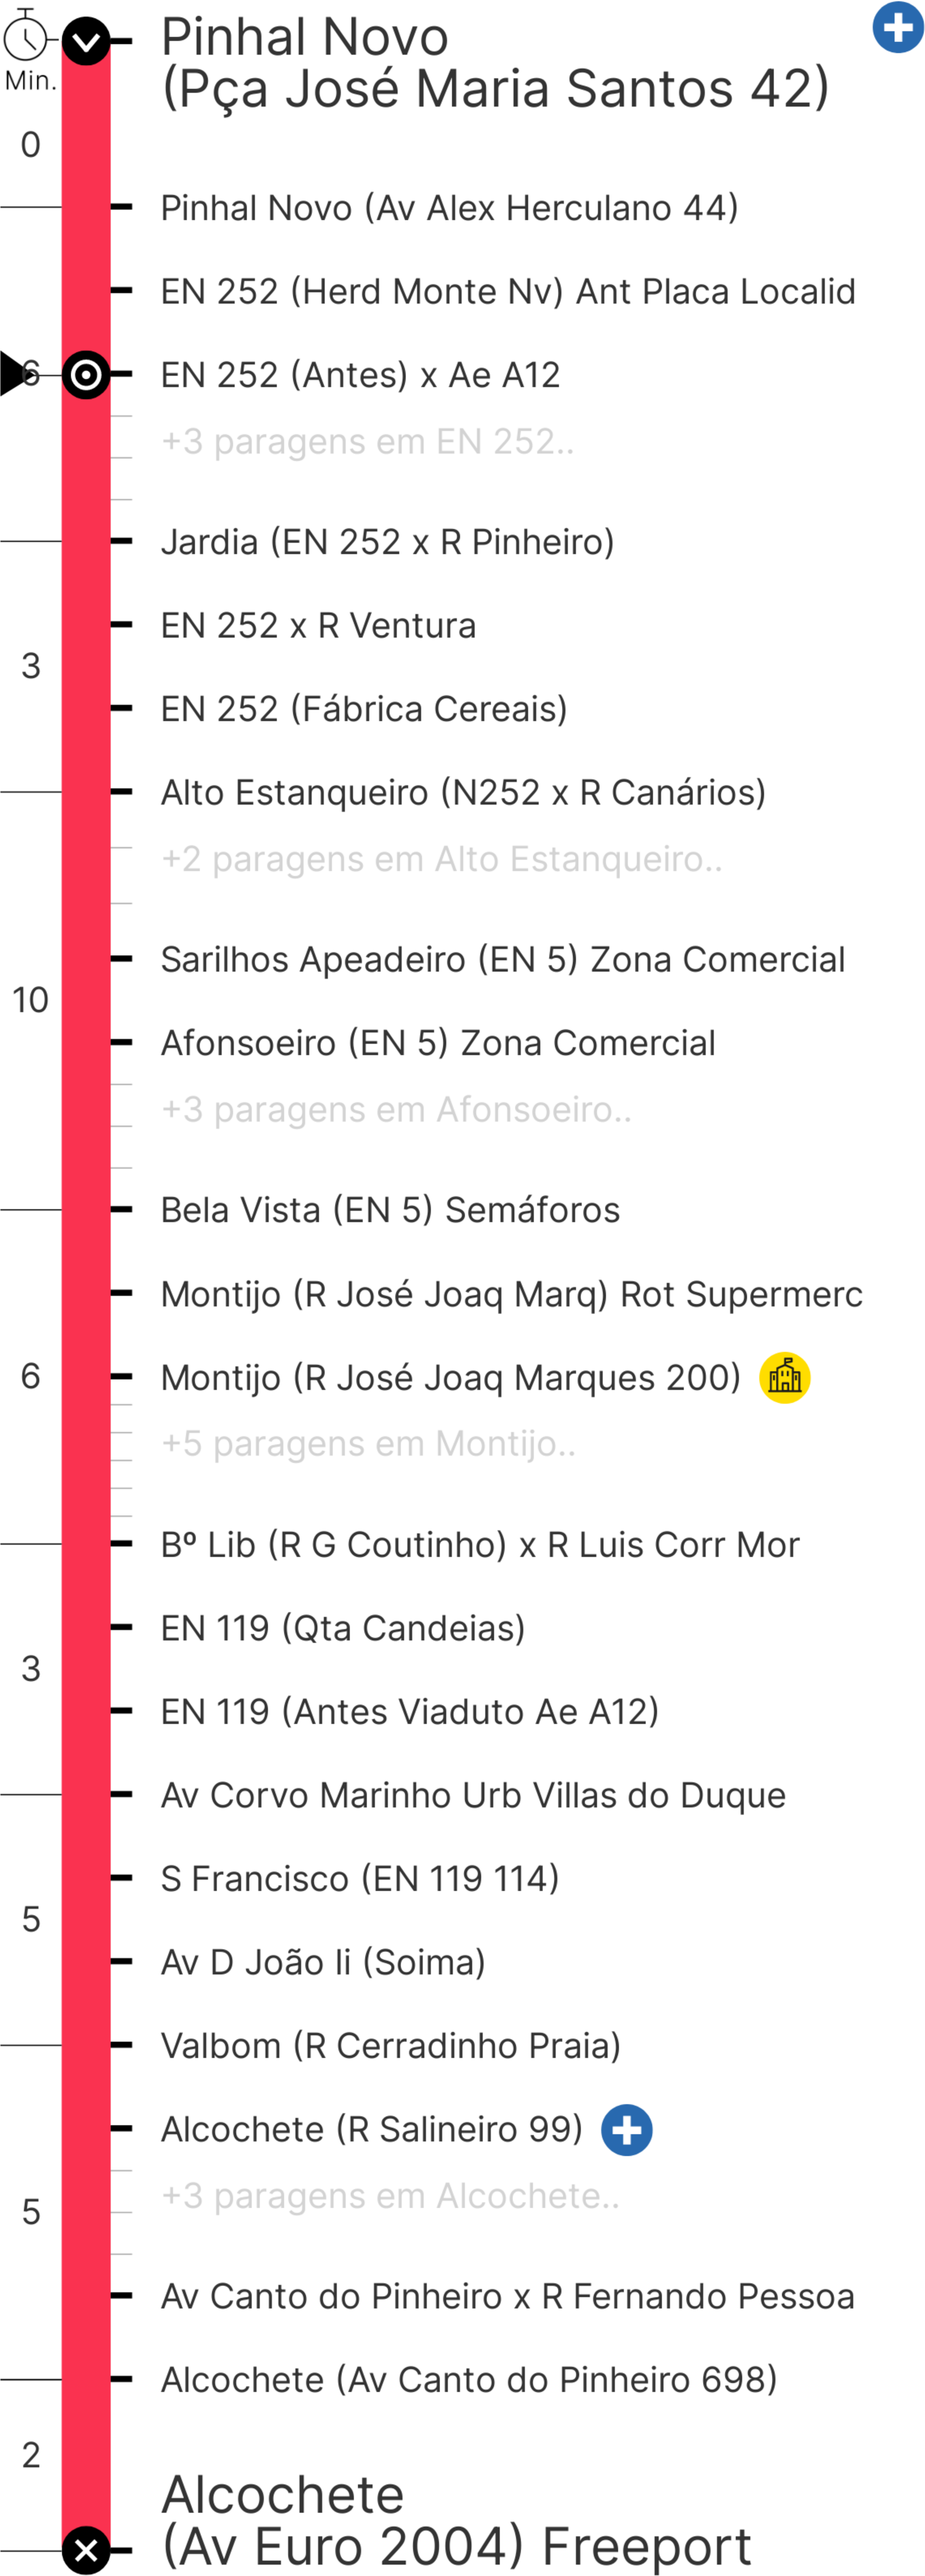 Pinhal Novo
(Pça José Maria Santos 42)
Min.
0
Pinhal Novo (Av Alex Herculano 44)
EN 252 (Herd Monte Nv) Ant Placa Localid
6
EN 252 (Antes) x Ae A12
+3 paragens em EN 252..
Jardia (EN 252 x R Pinheiro)
EN 252 x R Ventura
3
EN 252 (Fábrica Cereais)
Alto Estanqueiro (N252 x R Canários)
+2 paragens em Alto Estanqueiro..
Sarilhos Apeadeiro (EN 5) Zona Comercial
10
Afonsoeiro (EN 5) Zona Comercial
+3 paragens em Afonsoeiro..
Bela Vista (EN 5) Semáforos
Montijo (R José Joaq Marq) Rot Supermerc
6
Montijo (R José Joaq Marques 200)
+5 paragens em Montijo..
Bº Lib (R G Coutinho) x R Luis Corr Mor
EN 119 (Qta Candeias)
3
EN 119 (Antes Viaduto Ae A12)
Av Corvo Marinho Urb Villas do Duque
S Francisco (EN 119 114)
5
Av D João Ii (Soima)
Valbom (R Cerradinho Praia)
Alcochete (R Salineiro 99)
+3 paragens em Alcochete..
5
Av Canto do Pinheiro x R Fernando Pessoa
Alcochete (Av Canto do Pinheiro 698)
2
Alcochete
(Av Euro 2004) Freeport